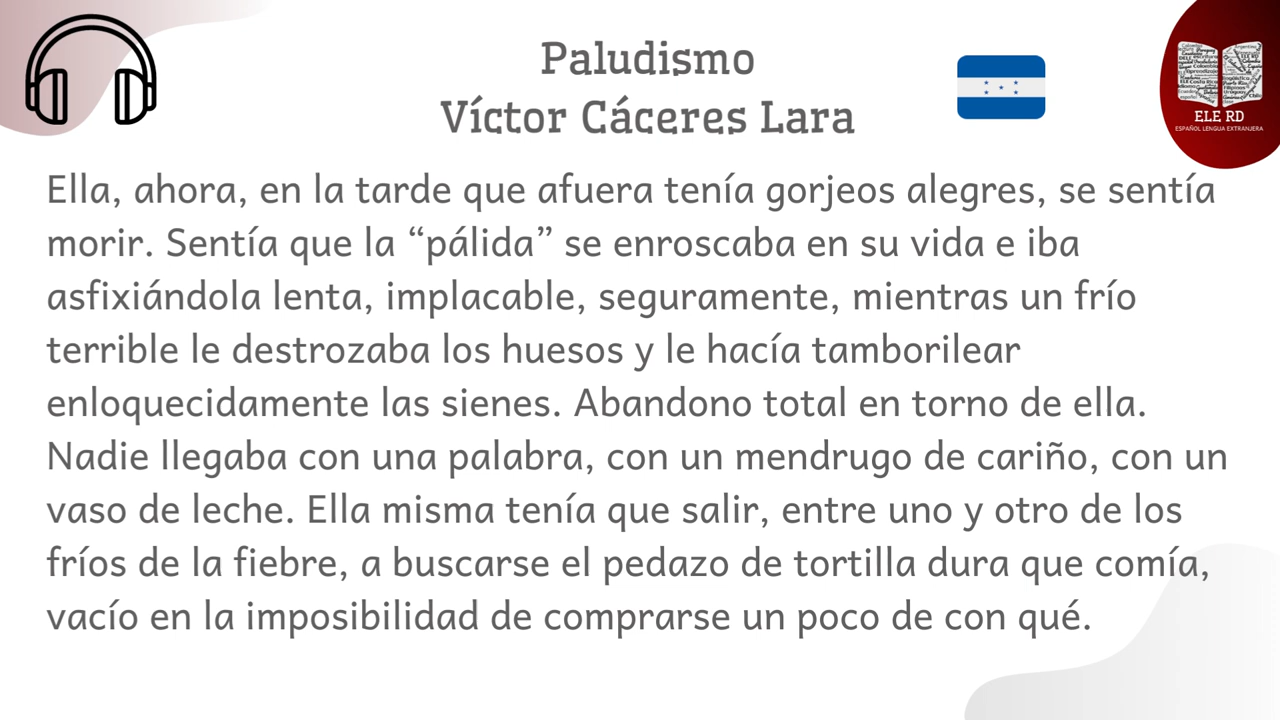 Paludismo
Víctor Cáceres Lara
ELE RD
ESPAÑOL LENGUA EXTRANJERA
Ella, ahora, en la tarde que afuera tenía gorjeos alegres, se sentía
morir. Sentía que la “pálida” se enroscaba en su vida e iba
asfixiándola lenta, implacable, seguramente, mientras un frío
terrible le destrozaba los huesos y le hacía tamborilear
enloquecidamente las sienes. Abandono total en torno de ella.
Nadie llegaba con una palabra, con un mendrugo de cariño, con un
vaso de leche. Ella misma tenía que salir, entre uno y otro de los
fríos de la fiebre, a buscarse el pedazo de tortilla dura que comía,
vacío en la imposibilidad de comprarse un poco de con qué.